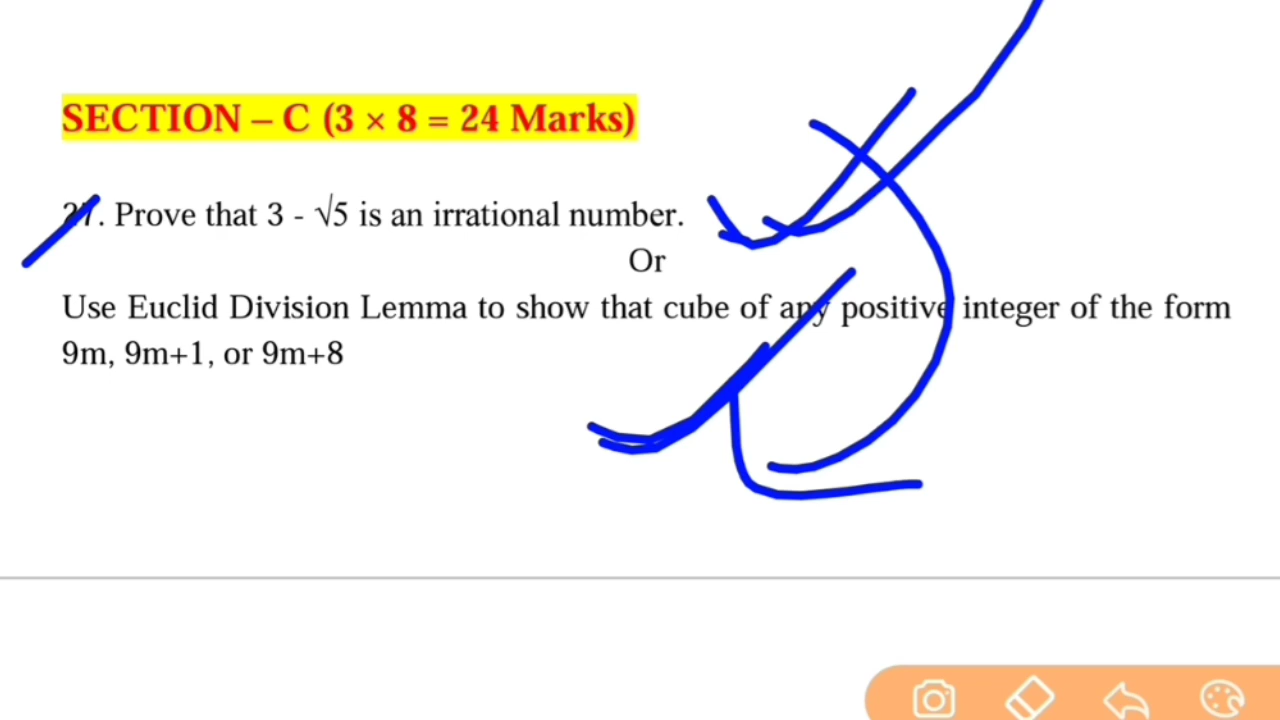 SECTION – C (3 × 8 = 24 Marks)
27. Prove that 3 - √5 is an irrational number.
Or
Use Euclid Division Lemma to show that cube of any positive integer of the form
9m, 9m+1, or 9m+8